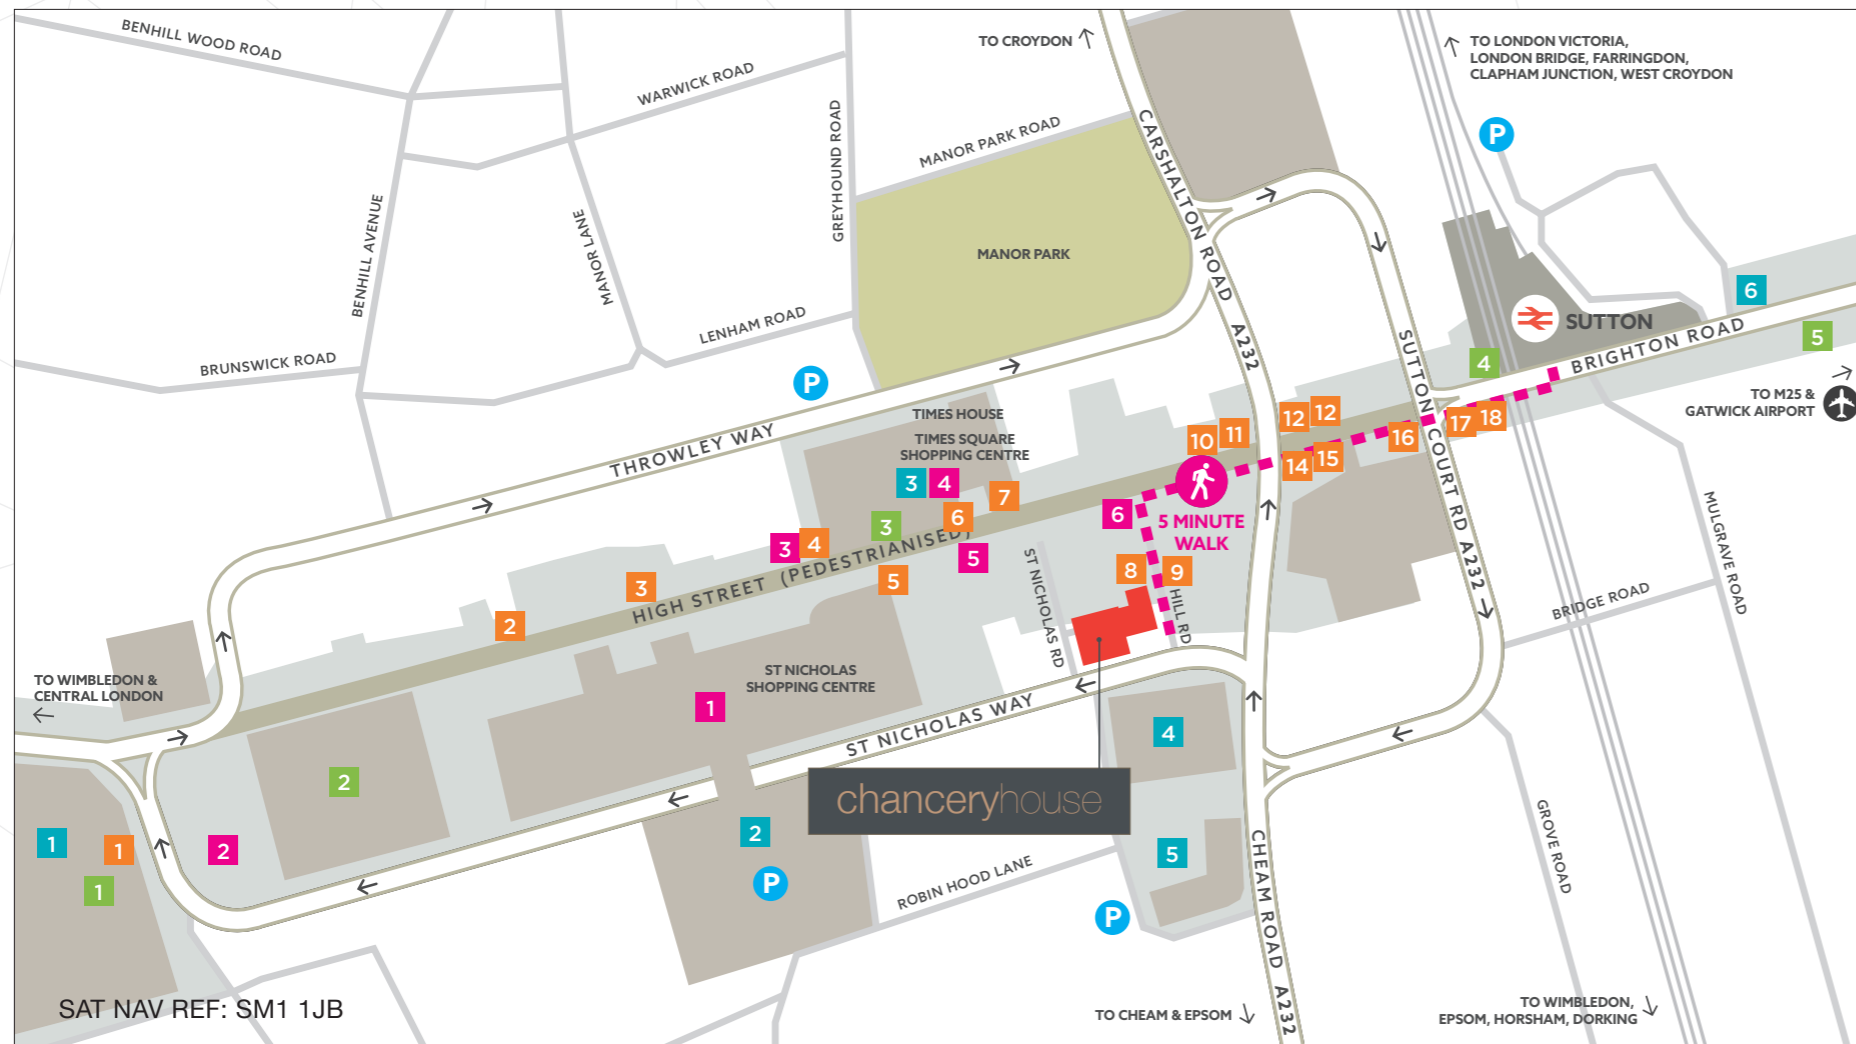 BENHILL WOOD ROAD
WARWICK ROAD
TO CROYDON
TO LONDON VICTORIA,
LONDON BRIDGE, FARRINGDON,
CLAPHAM JUNCTION, WEST CROYDON
P
GREYHOUND ROAD
MANOR PARK ROAD
CARSHALTON ROAD A232
BENHILL AVENUE
MANOR LANE
MANOR PARK
LENHAM ROAD
BRUNSWICK ROAD
6
SUTTON
BRIGHTON ROAD
5
4
TO M25 &
GATWICK AIRPORT
P
THROWLEY WAY
TIMES HOUSE
TIMES SQUARE
SHOPPING CENTRE
3
4
7
6
3
5
10
11
12
12
14
15
16
17
18
SUTTON COURT RD A232
MULGRAVE ROAD
6
5 MINUTE
WALK
3
4
HIGH STREET (PEDESTRIANISED)
5
3
2
ST NICHOLAS RD
8
9
HILL RD
BRIDGE ROAD
TO WIMBLEDON &
CENTRAL LONDON
ST NICHOLAS
SHOPPING CENTRE
1
ST NICHOLAS WAY
4
2
chanceryhouse
1
1
1
2
2
P
5
ROBIN HOOD LANE
P
CHEAM ROAD A232
GROVE ROAD
SAT NAV REF: SM1 1JB
TO CHEAM & EPSOM
TO WIMBLEDON,
EPSOM, HORSHAM, DORKING